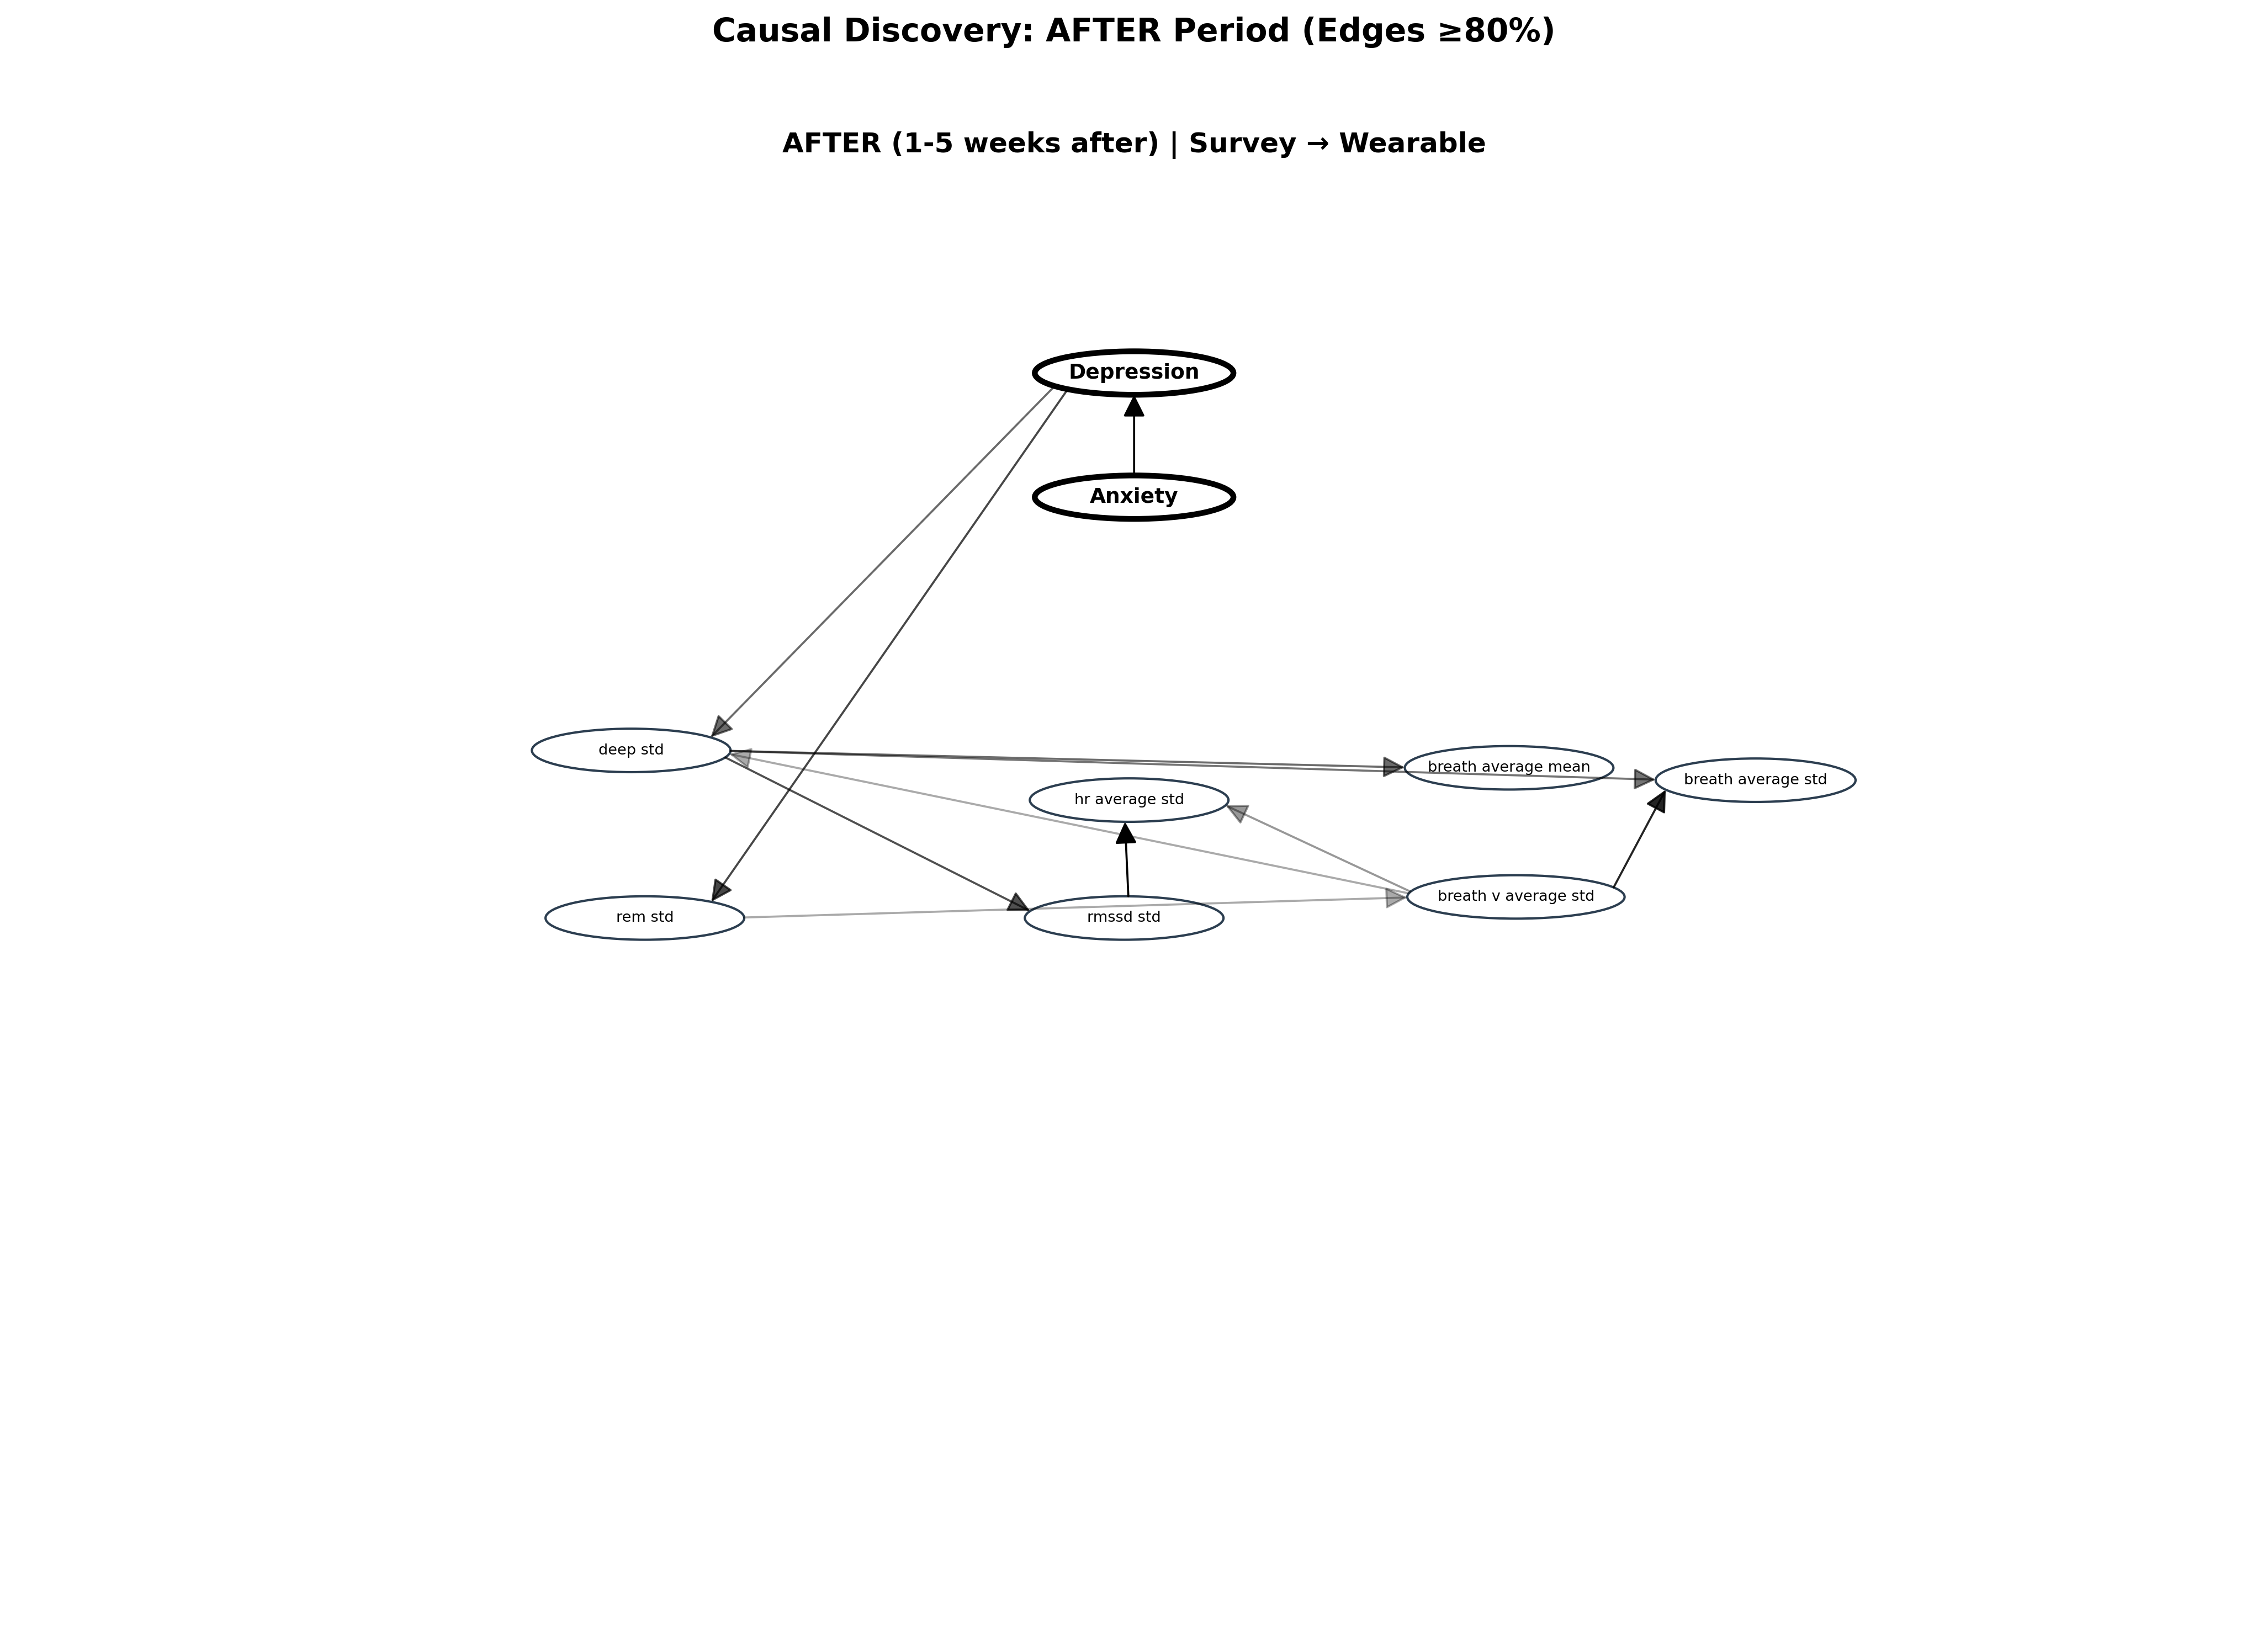 Causal Discovery: AFTER Period (Edges ≥80%)
AFTER (1-5 weeks after) | Survey → Wearable
Depression
Anxiety
deep std
breath average mean
breath average std
hr average std
breath v average std
rem std
rmssd std